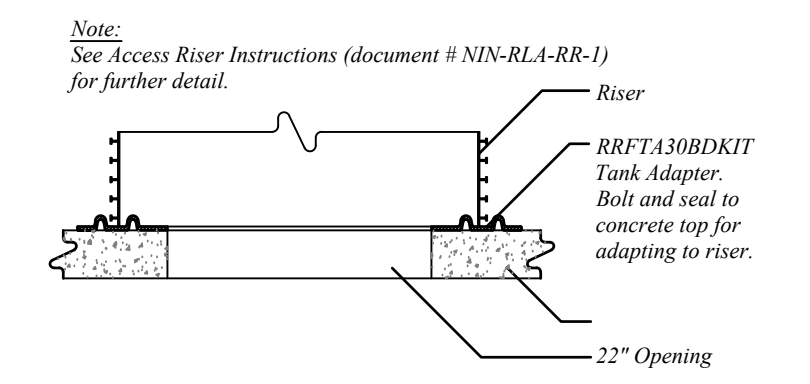 Note:
See Access Riser Instructions (document # NIN-RLA-RR-1)
for further detail.
Riser
RRFTA30BDKIT
Tank Adapter.
Bolt and seal to
concrete top for
adapting to riser.
22" Opening